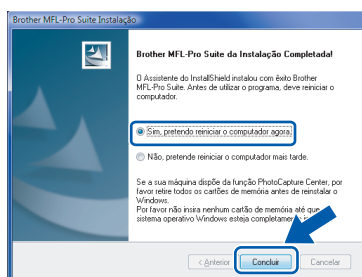 Brother MFL-Pro Suite Instalação
Brother MFL-Pro Suite da Instalação Completada!
O Assistente do InstallShield instalou com êxito Brother
MFL-Pro Suite. Antes de utilizar o programa, deve reiniciar o
computador.
Sim, pretendo reiniciar o computador agora.
Não, pretende reiniciar o computador mais tarde.
Se a sua máquina dispõe da função PhotoCapture Center, por
favor retire todos os cartões de memória antes de reinstalar o
Windows.
Por favor não insira nenhum cartão de memória até que
sistema operativo Windows esteja completamente
< Anterior
Concluir
Cancelar